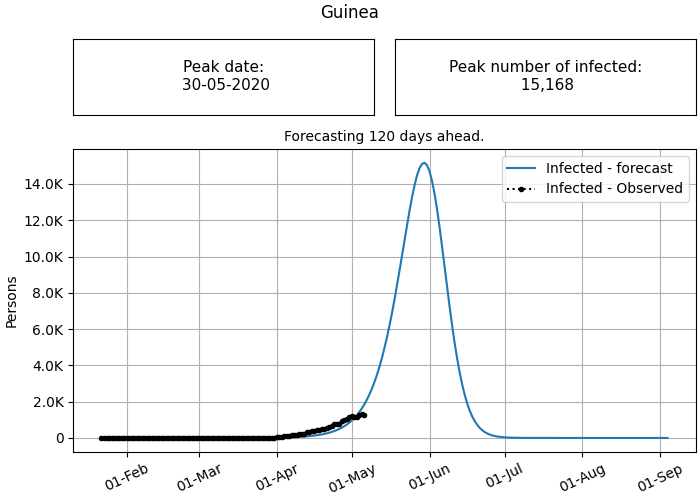 Guinea
Peak date:
30-05-2020
Peak number of infected:
15,168
Forecasting 120 days ahead.
Infected - forecast
Infected - Observed
Persons
14.0K
12.0K
10.0K
8.0K
6.0K
4.0K
2.0K
0
01-Feb
01-Mar
01-Apr
01-May
01-Jun
01-Jul
01-Aug
01-Sep